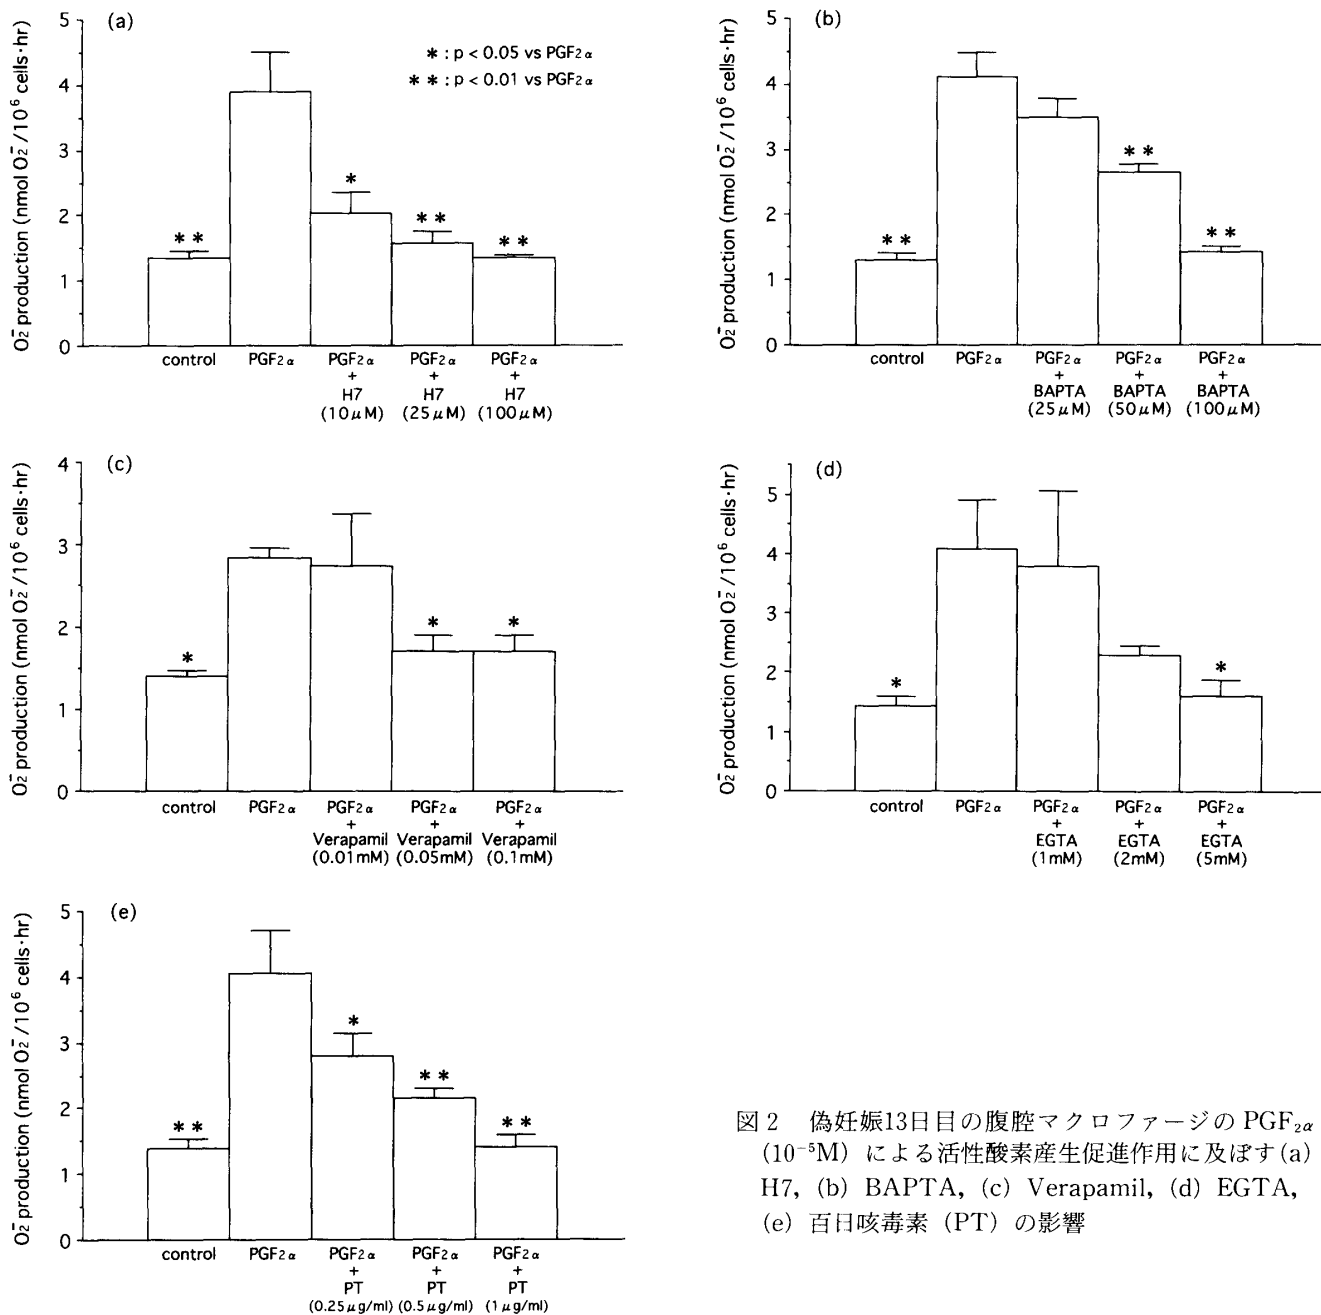 (a)
* : p < 0.05 vs PGF2α
** : p < 0.01 vs PGF2α
O2̄ production (nmol O2̄ /10⁶ cells·hr)
5
4
3
2
1
0
**
*
**
**
control PGF2α PGF2α PGF2α PGF2α
+ + +
H7 H7 H7
(10μM) (25μM) (100μM)
(b)
O2̄ production (nmol O2̄ /10⁶ cells·hr)
5
4
3
2
1
0
**
**
**
control PGF2α PGF2α PGF2α PGF2α
+ + +
BAPTA BAPTA BAPTA
(25μM) (50μM) (100μM)
(c)
O2̄ production (nmol O2̄ /10⁶ cells·hr)
4
3
2
1
0
*
*
*
control PGF2α PGF2α PGF2α PGF2α
+ + +
Verapamil Verapamil Verapamil
(0.01mM) (0.05mM) (0.1mM)
(d)
O2̄ production (nmol O2̄ /10⁶ cells·hr)
5
4
3
2
1
0
*
*
control PGF2α PGF2α PGF2α PGF2α
+ + +
EGTA EGTA EGTA
(1mM) (2mM) (5mM)
(e)
O2̄ production (nmol O2̄ /10⁶ cells·hr)
5
4
3
2
1
0
**
*
**
**
control PGF2α PGF2α PGF2α PGF2α
+ + +
PT PT PT
(0.25μg/ml) (0.5μg/ml) (1μg/ml)
図2 偽妊娠13日目の腹腔マクロファージのPGF₂α
(10⁻⁵M) による活性酸素産生促進作用に及ぼす(a)
H7, (b) BAPTA, (c) Verapamil, (d) EGTA,
(e) 百日咳毒素 (PT) の影響